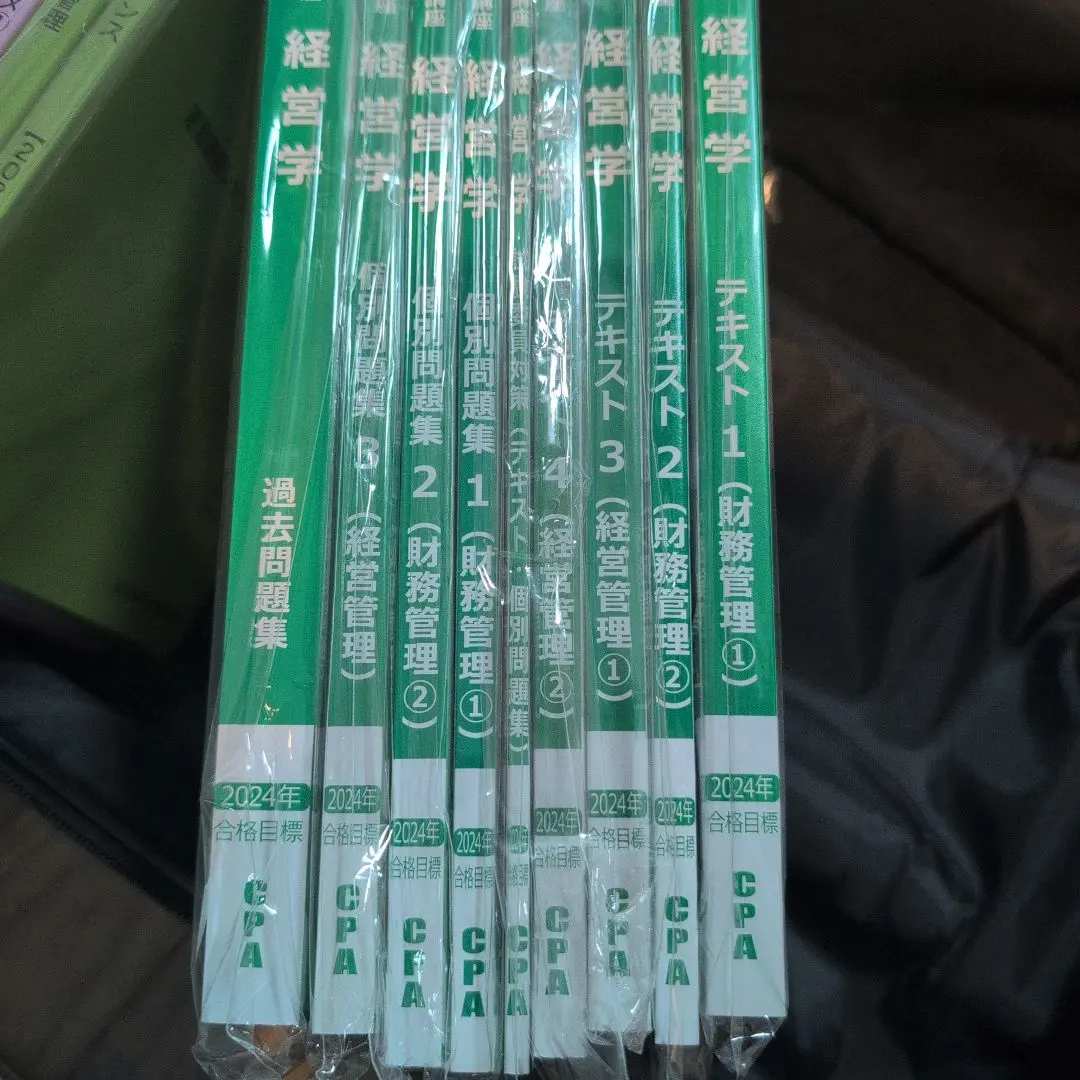 経営学 過去問題集 2024年 合格目標 CPA
経営学 個別問題集 3 (経営管理) 2024年 合格目標 CPA
講座 経営学 個別問題集 2 (財務管理②) 2024年 合格目標 CPA
講座 経営学 個別問題集 1 (財務管理①) 2024年 合格目標 CPA
経営学 対策 (テキスト 個別問題集) 合格目標 CPA
経営学 4 (経営管理②) 2024年 合格目標 CPA
経営学 テキスト 3 (経営管理①) 2024年 合格目標 CPA
経営学 テキスト 2 (財務管理②) 2024年 合格目標 CPA
経営学 テキスト 1 (財務管理①) 2024年 合格目標 CPA